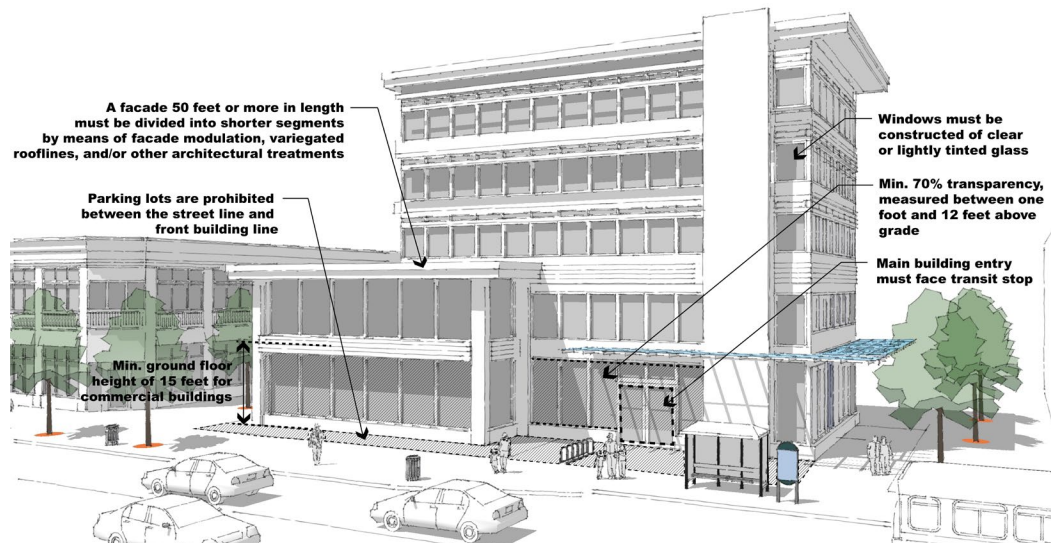 A facade 50 feet or more in length
must be divided into shorter segments
by means of facade modulation, variegated
rooflines, and/or other architectural treatments
Parking lots are prohibited
between the street line and
front building line
Min. ground floor
height of 15 feet for
commercial buildings
Windows must be
constructed of clear
or lightly tinted glass
Min. 70% transparency,
measured between one
foot and 12 feet above
grade
Main building entry
must face transit stop